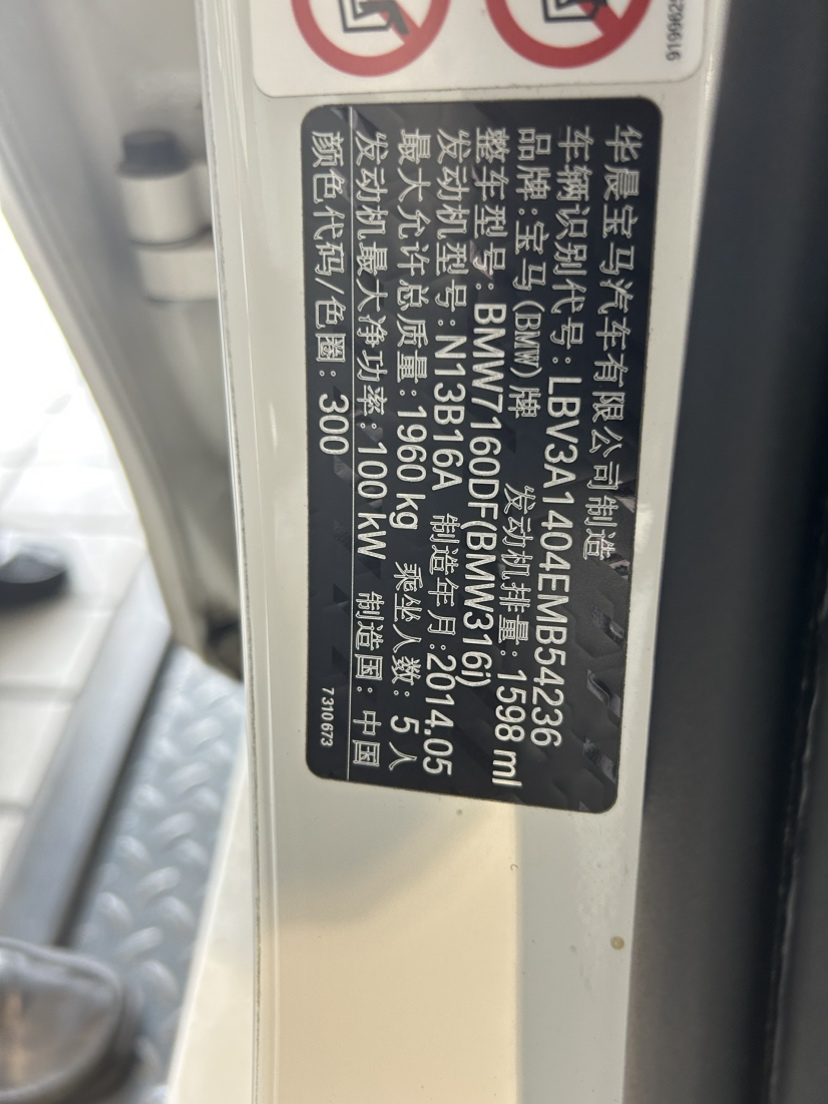 华晨宝马汽车有限公司制造
车辆识别代号:LBV3A1404EMB54236
品牌:宝马(BMW)牌 发动机排量:1598 ml
整车型号:BMW7160DF(BMW316i)
发动机型号:N13B16A 制造年月:2014.05
最大允许总质量:1960 kg 乘坐人数:5人
发动机最大净功率:100 kW 制造国:中国
颜色代码/色圈:300
7 310 673